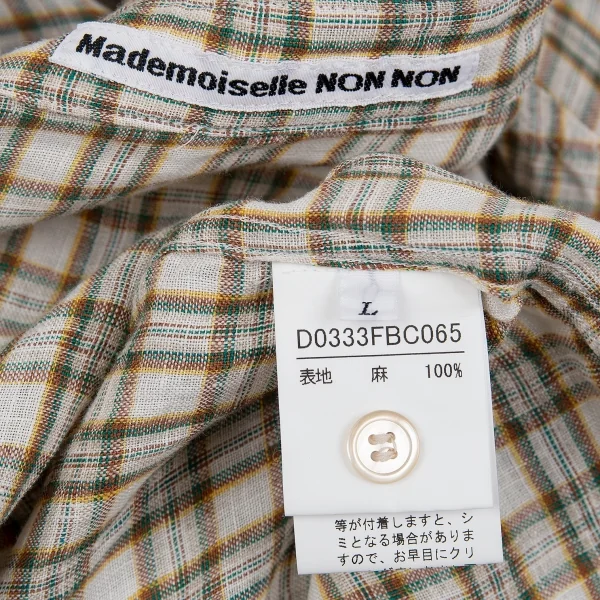 Mademoiselle NON NON
L
D0333FBC065
表地 麻 100%
等が付着しますと、シ
ミとなる場合がありま
すので、お早目にクリ